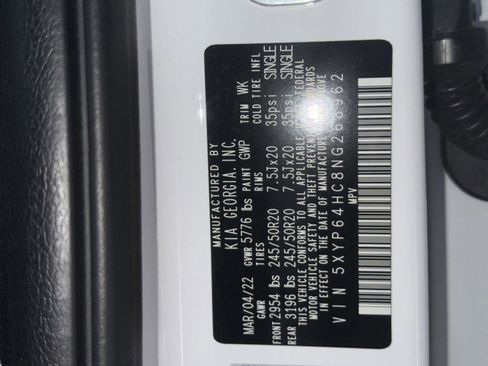 MANUFACTURED BY
KIA GEORGIA, INC.
MAR/04/22 GVWR 5776 lbs PAINT GWP TRIM WK
GAWR TIRES RIMS COLD TIRE INFL
FRONT 2954 lbs 245/50R20 7.5Jx20 35psi SINGLE
REAR 3196 lbs 245/50R20 7.5Jx20 35psi SINGLE
THIS VEHICLE CONFORMS TO ALL APPLICABLE FEDERAL
MOTOR VEHICLE SAFETY AND THEFT PREVENTION STANDARDS
IN EFFECT ON THE DATE OF MANUFACTURE SHOWN ABOVE
VIN 5XYP64HC8NG268962
MPV